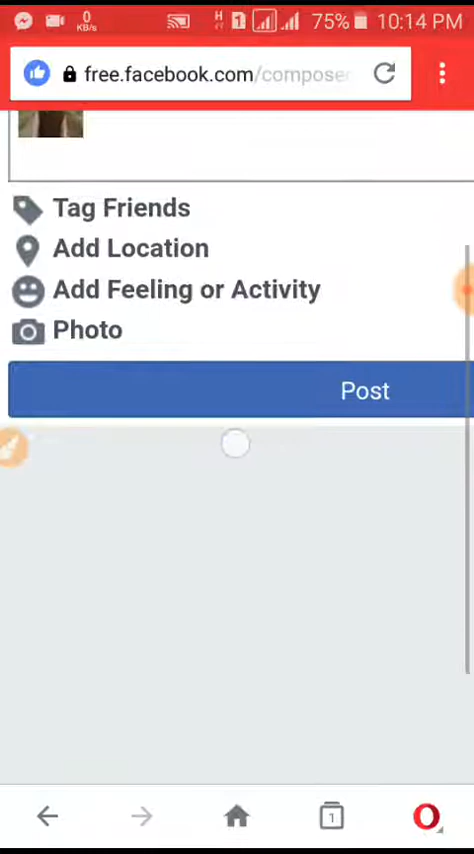 0
KB/s
H
1
75%
10:14 PM
free.facebook.com/compose
Tag Friends
Add Location
Add Feeling or Activity
Photo
Post
1